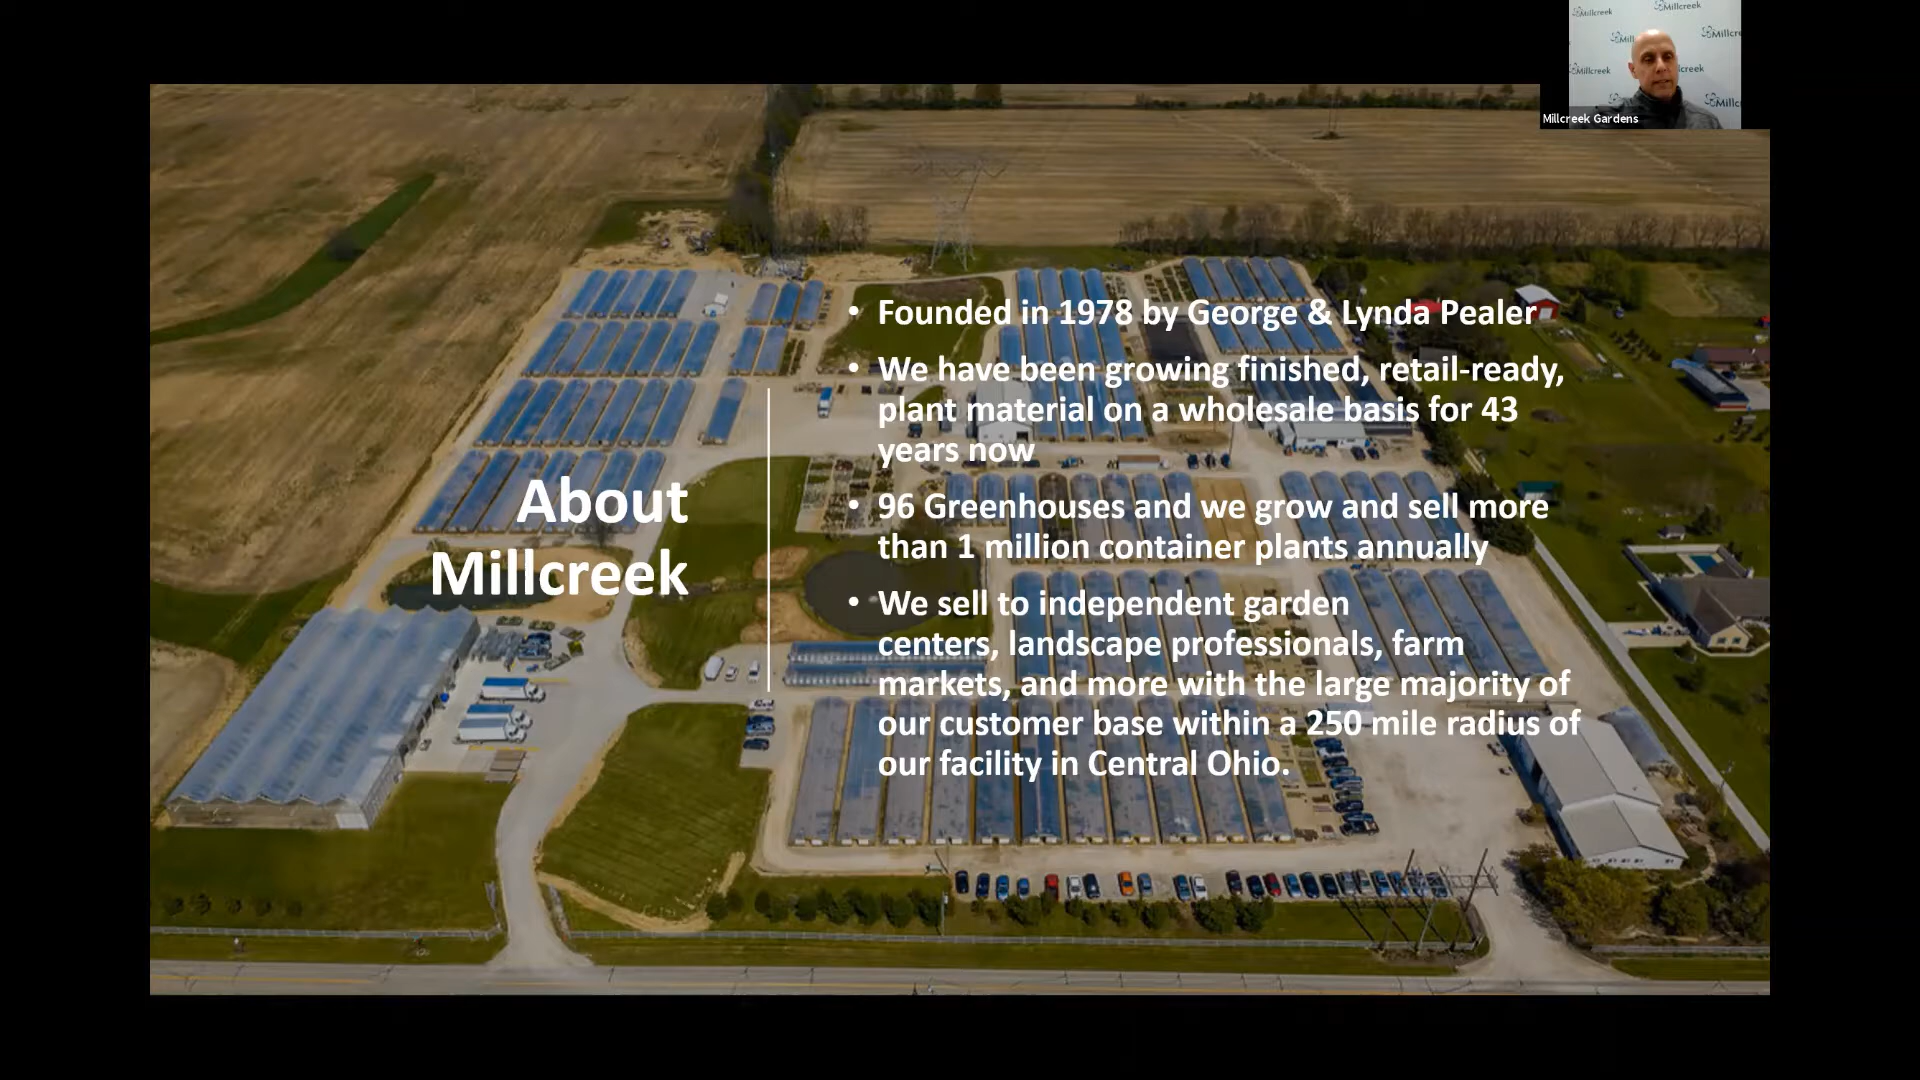 Millcreek
Millcreek
Millcreek
Millcreek Gardens
About
Millcreek
• Founded in 1978 by George & Lynda Pealer
• We have been growing finished, retail-ready,
plant material on a wholesale basis for 43
years now
• 96 Greenhouses and we grow and sell more
than 1 million container plants annually
• We sell to independent garden
centers, landscape professionals, farm
markets, and more with the large majority of
our customer base within a 250 mile radius of
our facility in Central Ohio.